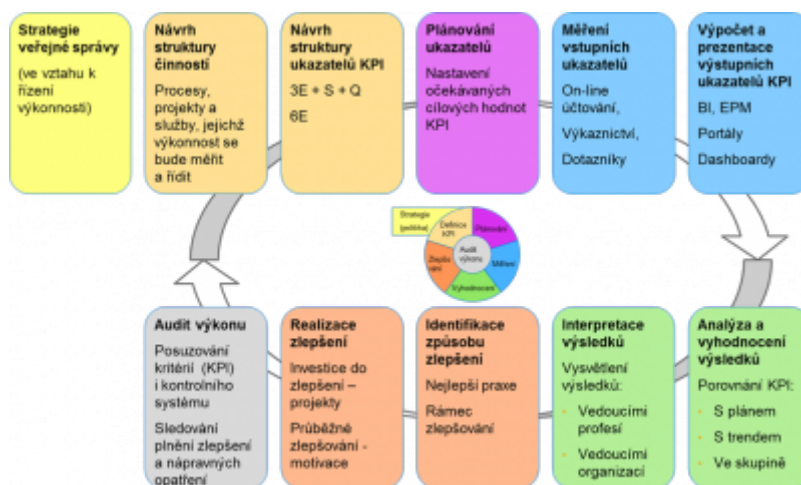 Strategie
veřejné správy
(ve vztahu k
řízení
výkonnosti)
Návrh
struktury
činností
Procesy,
projekty a
služby, jejichž
výkonnost se
bude měřit
a řídit
Návrh
struktury
ukazatelů KPI
3E + S + Q
6E
Plánování
ukazatelů
Nastavení
očekávaných
cílových hodnot
KPI
Měření
vstupních
ukazatelů
On-line
účtování,
Výkaznictví,
Dotazníky
Výpočet a
prezentace
výstupních
ukazatelů KPI
BI, EPM
Portály
Dashboardy
Strategie
(politika)
Definice
KPI
Plánování
Audit
výkonu
Zlepšo
vání
Měření
Vyhodnocení
Audit výkonu
Posuzování
kritérií (KPI)
i kontrolního
systému
Sledování
plnění zlepšení
a nápravných
opatření
Realizace
zlepšení
Investice do
zlepšení –
projekty
Průběžné
zlepšování -
motivace
Identifikace
způsobu
zlepšení
Nejlepší praxe
Rámec
zlepšování
Interpretace
výsledků
Vysvětlení
výsledků:
Vedoucími
profesí
Vedoucími
organizací
Analýza a
vyhodnocení
výsledků
Porovnání KPI:
S plánem
S trendem
Ve skupině